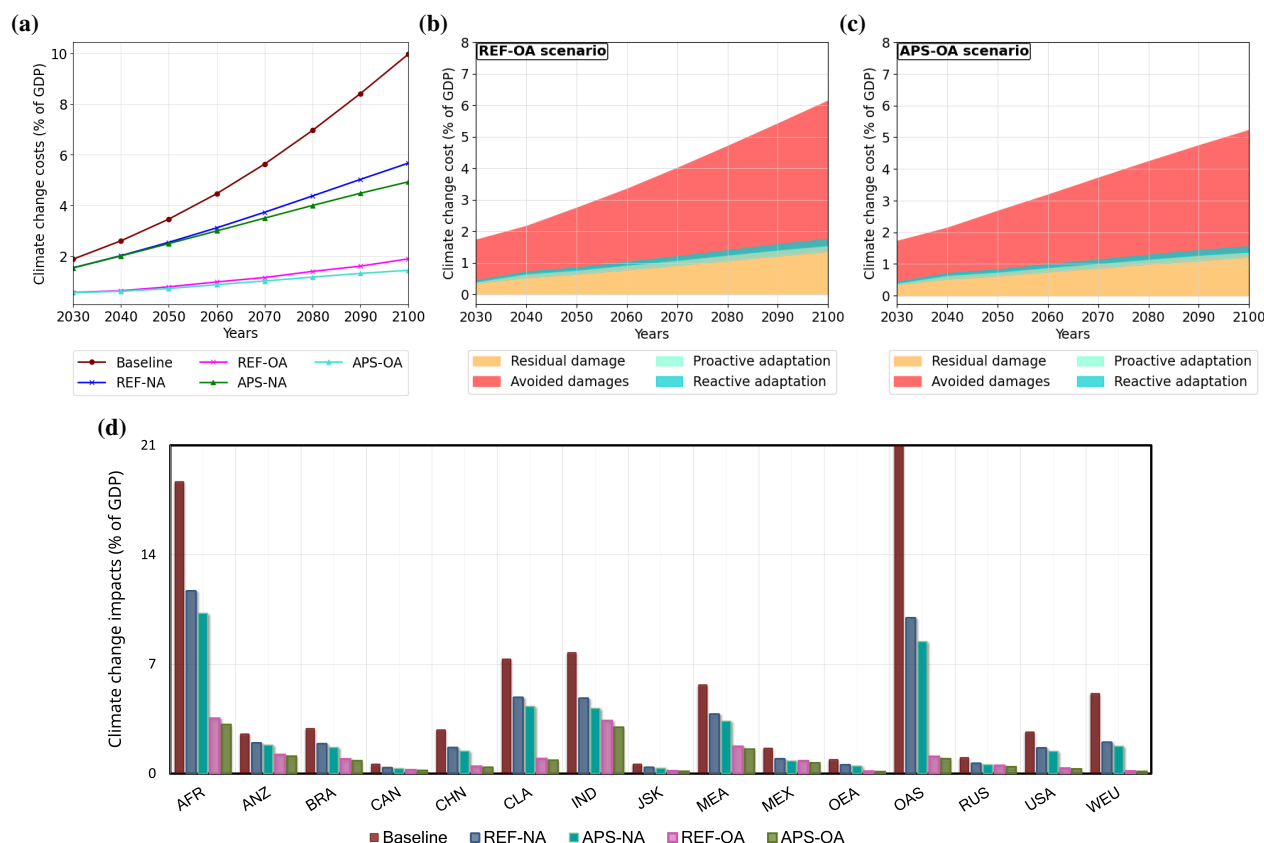 (a)
Climate change costs (% of GDP)
10
8
6
4
2
2030 2040 2050 2060 2070 2080 2090 2100
Years
Baseline REF-OA APS-OA
REF-NA APS-NA
(b)
REF-OA scenario
Climate change cost (% of GDP)
8
7
6
5
4
3
2
1
0
2030 2040 2050 2060 2070 2080 2090 2100
Years
Residual damage Proactive adaptation
Avoided damages Reactive adaptation
(c)
APS-OA scenario
Climate change cost (% of GDP)
8
7
6
5
4
3
2
1
0
2030 2040 2050 2060 2070 2080 2090 2100
Years
Residual damage Proactive adaptation
Avoided damages Reactive adaptation
(d)
Climate change impacts (% of GDP)
21
14
7
0
AFR ANZ BRA CAN CHN CLA IND JSK MEA MEX OEA OAS RUS USA WEU
Baseline REF-NA APS-NA REF-OA APS-OA